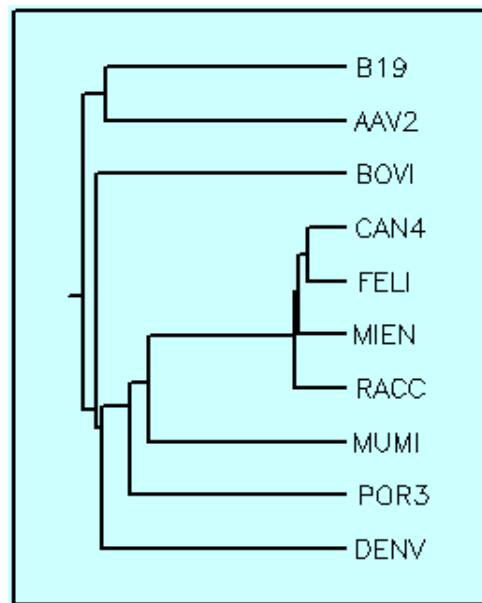 B19
AAV2
BOVI
CAN4
FELI
MIEN
RACC
MUMI
POR3
DENV